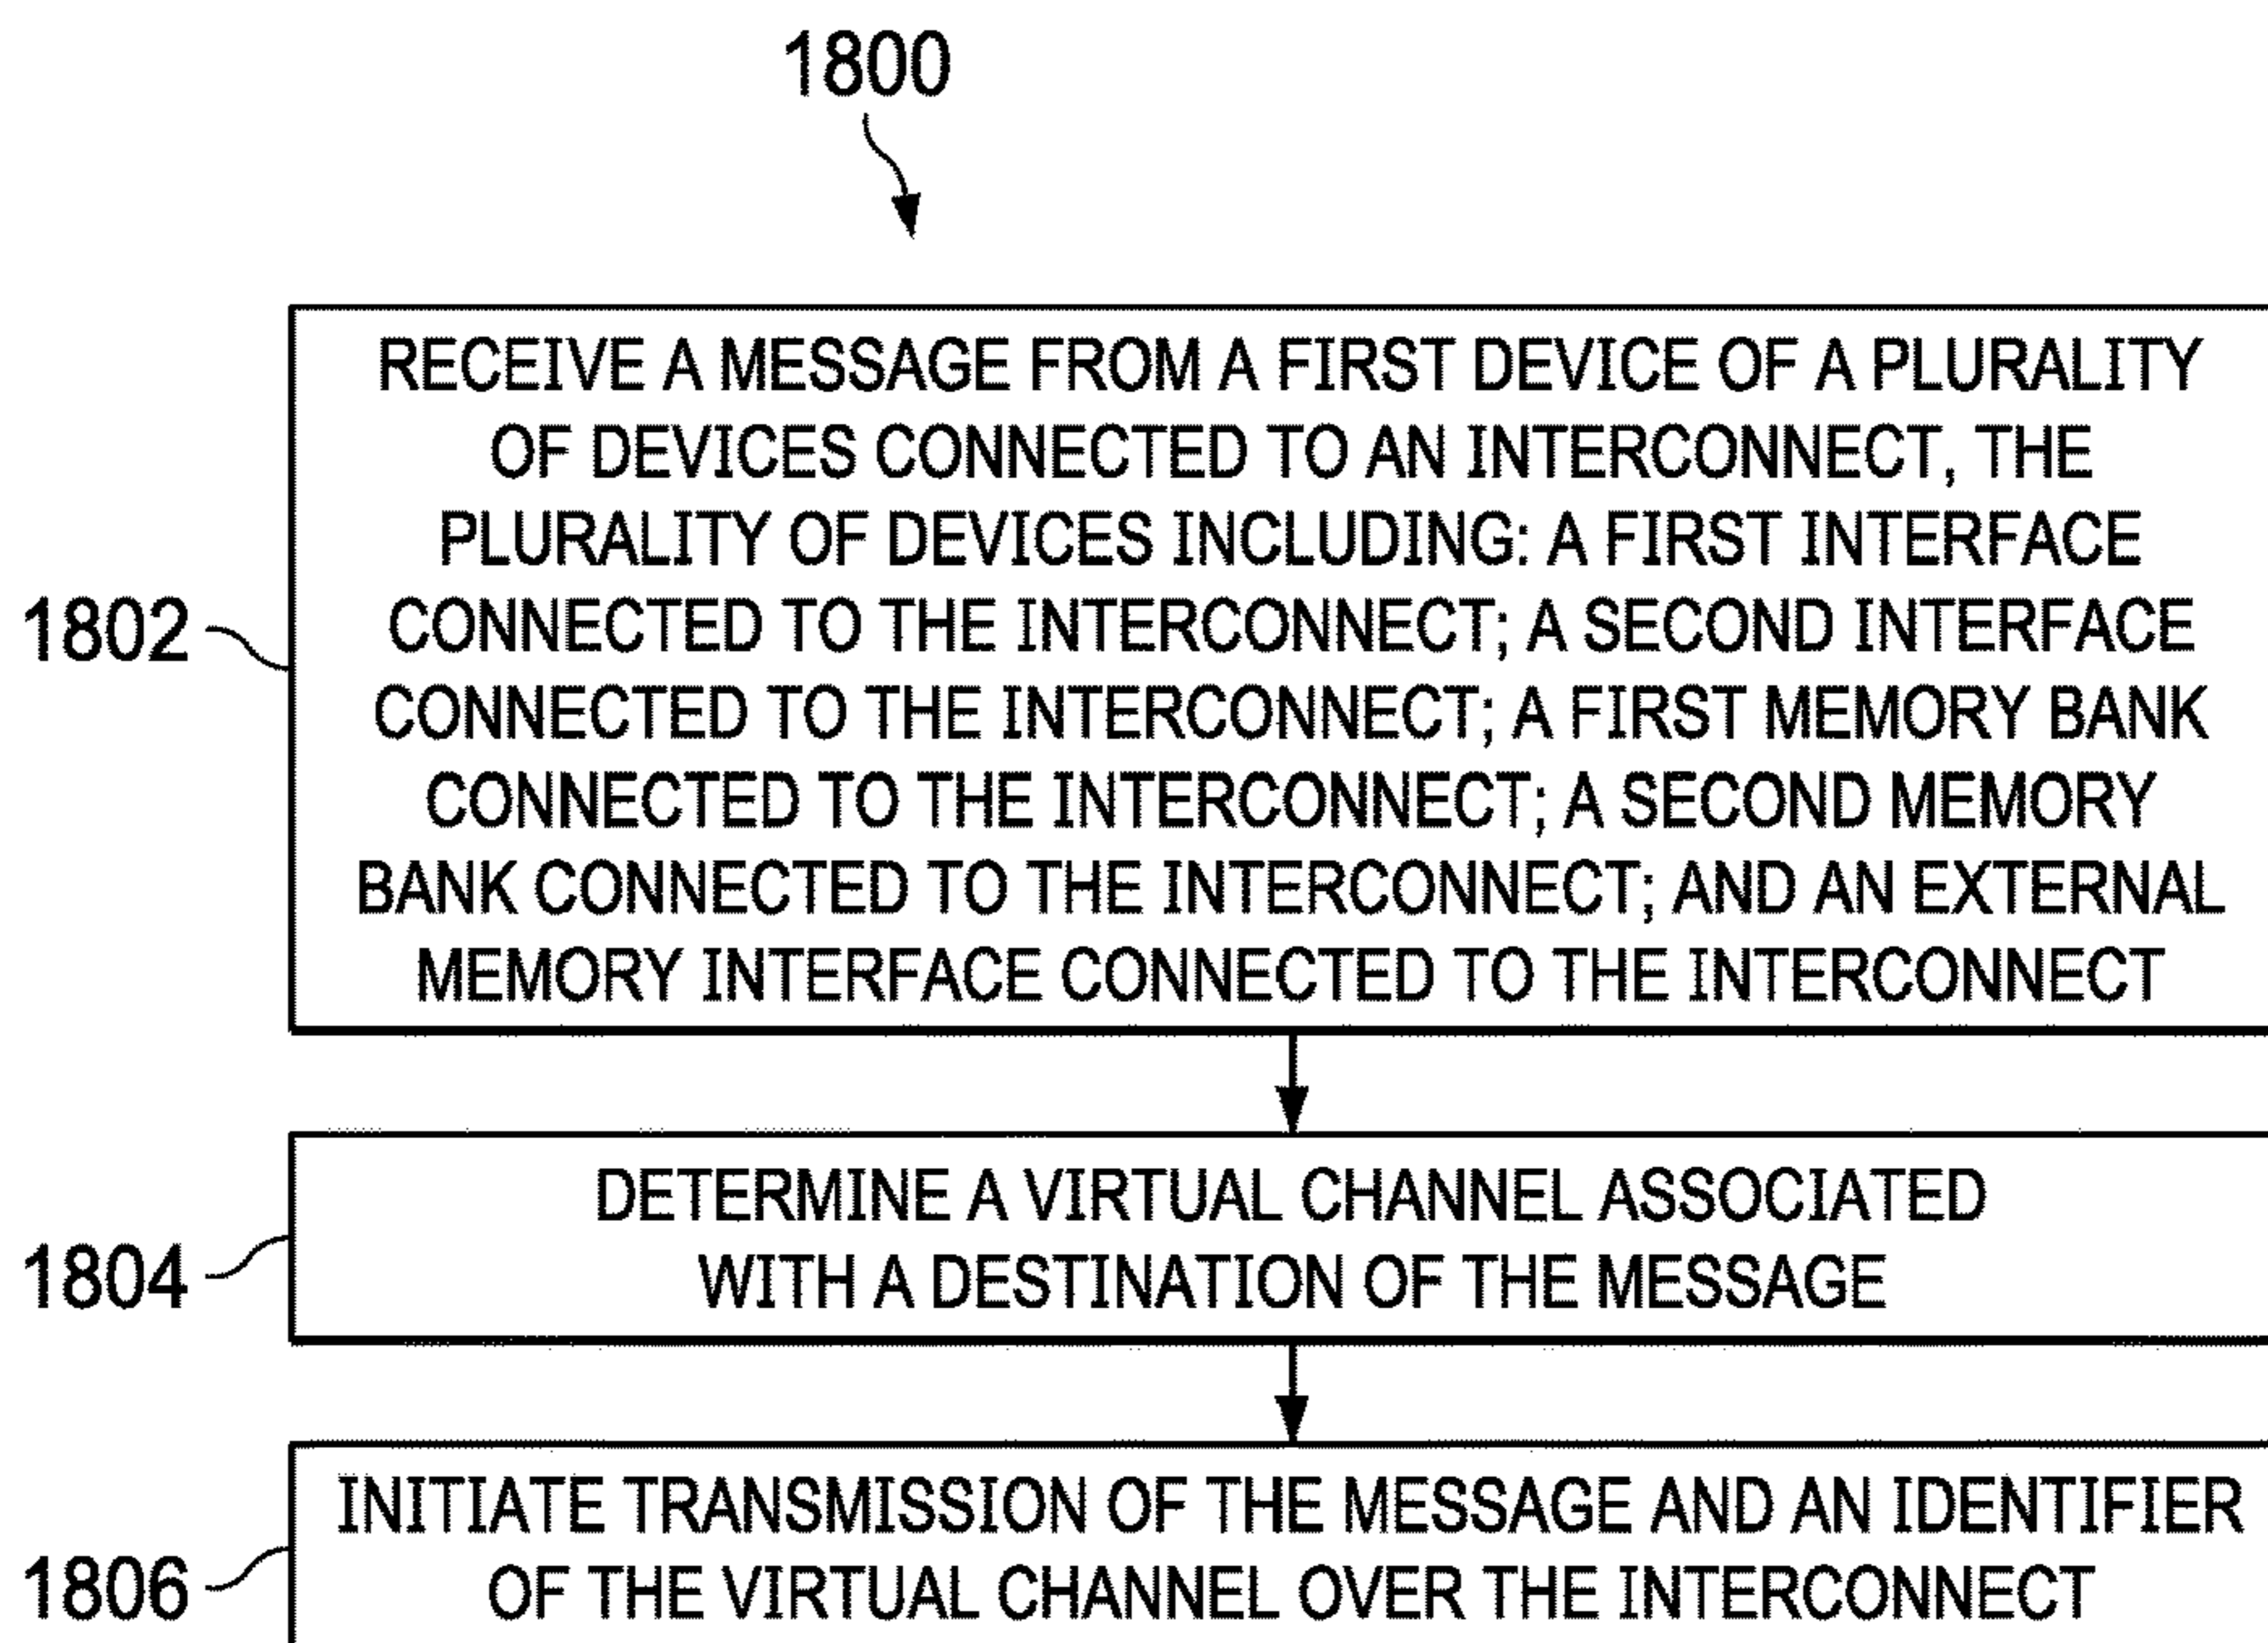 1800
RECEIVE A MESSAGE FROM A FIRST DEVICE OF A PLURALITY
OF DEVICES CONNECTED TO AN INTERCONNECT, THE
PLURALITY OF DEVICES INCLUDING: A FIRST INTERFACE
CONNECTED TO THE INTERCONNECT; A SECOND INTERFACE
CONNECTED TO THE INTERCONNECT; A FIRST MEMORY BANK
CONNECTED TO THE INTERCONNECT; A SECOND MEMORY
BANK CONNECTED TO THE INTERCONNECT; AND AN EXTERNAL
MEMORY INTERFACE CONNECTED TO THE INTERCONNECT
1802
DETERMINE A VIRTUAL CHANNEL ASSOCIATED
WITH A DESTINATION OF THE MESSAGE
1804
INITIATE TRANSMISSION OF THE MESSAGE AND AN IDENTIFIER
OF THE VIRTUAL CHANNEL OVER THE INTERCONNECT
1806